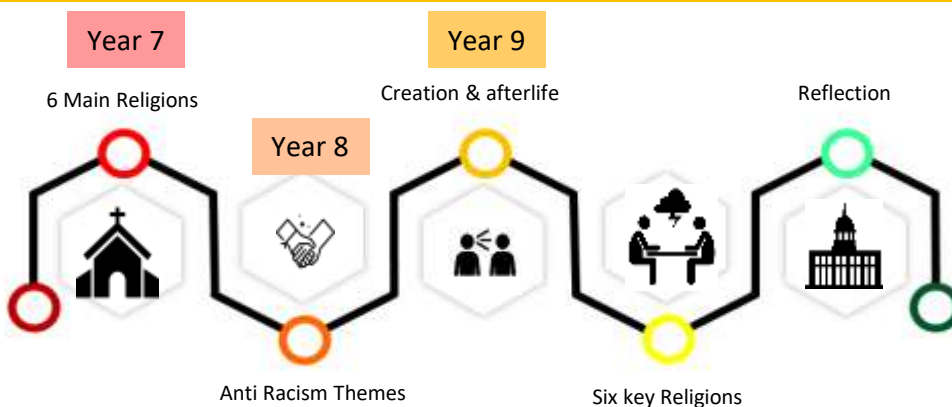 Year 7
Year 9
6 Main Religions
Creation & afterlife
Reflection
Year 8
Anti Racism Themes
Six key Religions